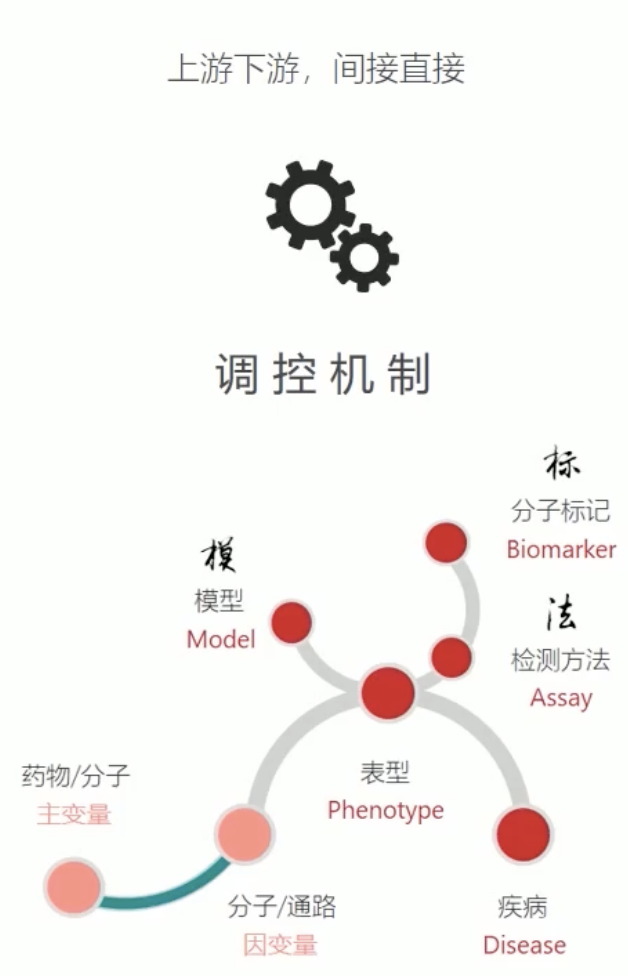 上游下游，间接直接
调控机制
标
分子标记
Biomarker
模
模型
Model
法
检测方法
Assay
药物/分子
主变量
表型
Phenotype
分子/通路
因变量
疾病
Disease